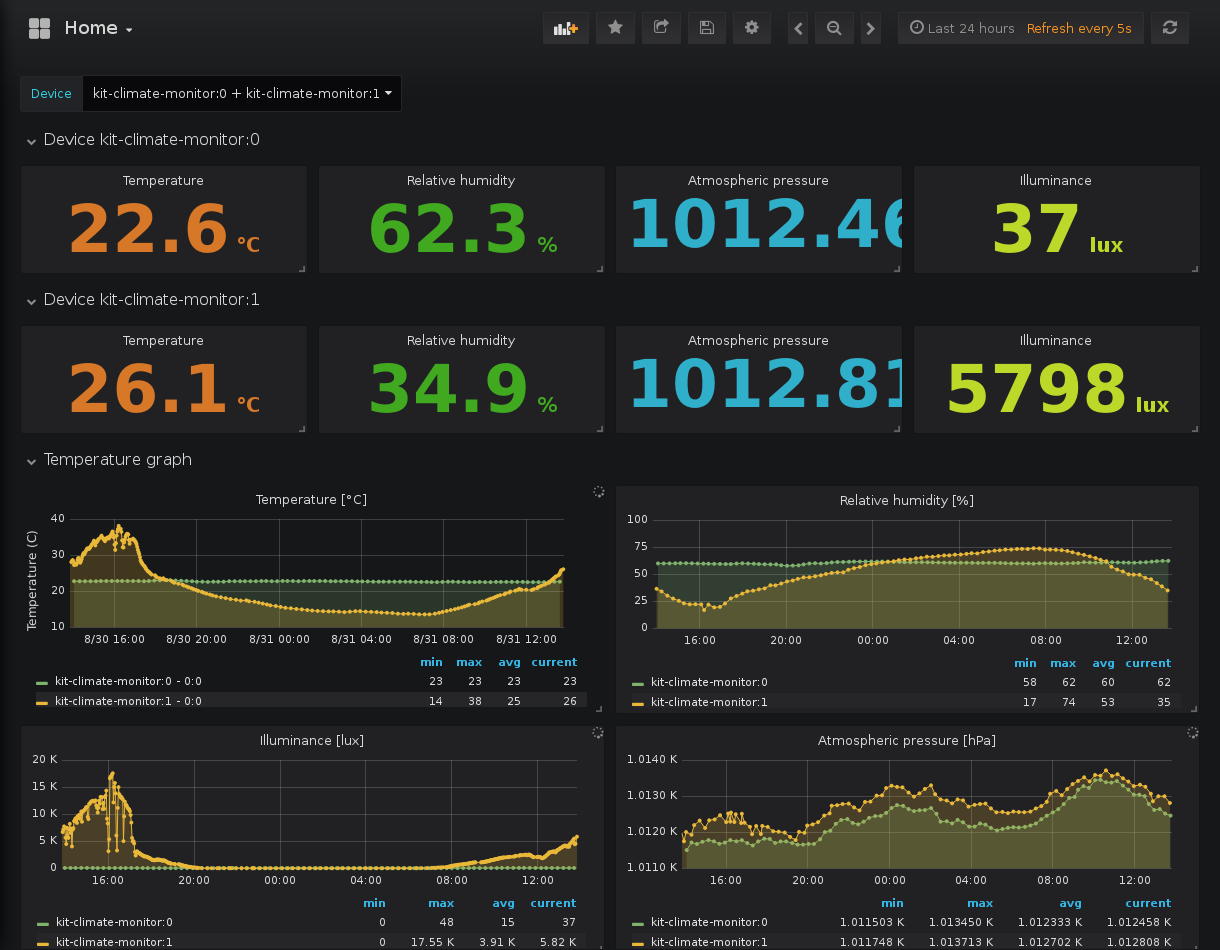 Home
Last 24 hours Refresh every 5s
Device kit-climate-monitor:0 + kit-climate-monitor:1
Device kit-climate-monitor:0
Temperature Relative humidity Atmospheric pressure Illuminance
22.6 °C 62.3 % 1012.46 37 lux
Device kit-climate-monitor:1
Temperature Relative humidity Atmospheric pressure Illuminance
26.1 °C 34.9 % 1012.81 5798 lux
Temperature graph
Temperature [°C]
Temperature (C)
40
30
20
10
8/30 16:00 8/30 20:00 8/31 00:00 8/31 04:00 8/31 08:00 8/31 12:00
min max avg current
kit-climate-monitor:0 - 0:0 23 23 23 23
kit-climate-monitor:1 - 0:0 14 38 25 26
Relative humidity [%]
100
75
50
25
0
16:00 20:00 00:00 04:00 08:00 12:00
min max avg current
kit-climate-monitor:0 58 62 60 62
kit-climate-monitor:1 17 74 53 35
Illuminance [lux]
20 K
15 K
10 K
5 K
0
16:00 20:00 00:00 04:00 08:00 12:00
min max avg current
kit-climate-monitor:0 0 48 15 37
kit-climate-monitor:1 0 17.55 K 3.91 K 5.82 K
Atmospheric pressure [hPa]
1.0140 K
1.0130 K
1.0120 K
1.0110 K
16:00 20:00 00:00 04:00 08:00 12:00
min max avg current
kit-climate-monitor:0 1.011503 K 1.013450 K 1.012333 K 1.012458 K
kit-climate-monitor:1 1.011748 K 1.013713 K 1.012702 K 1.012808 K